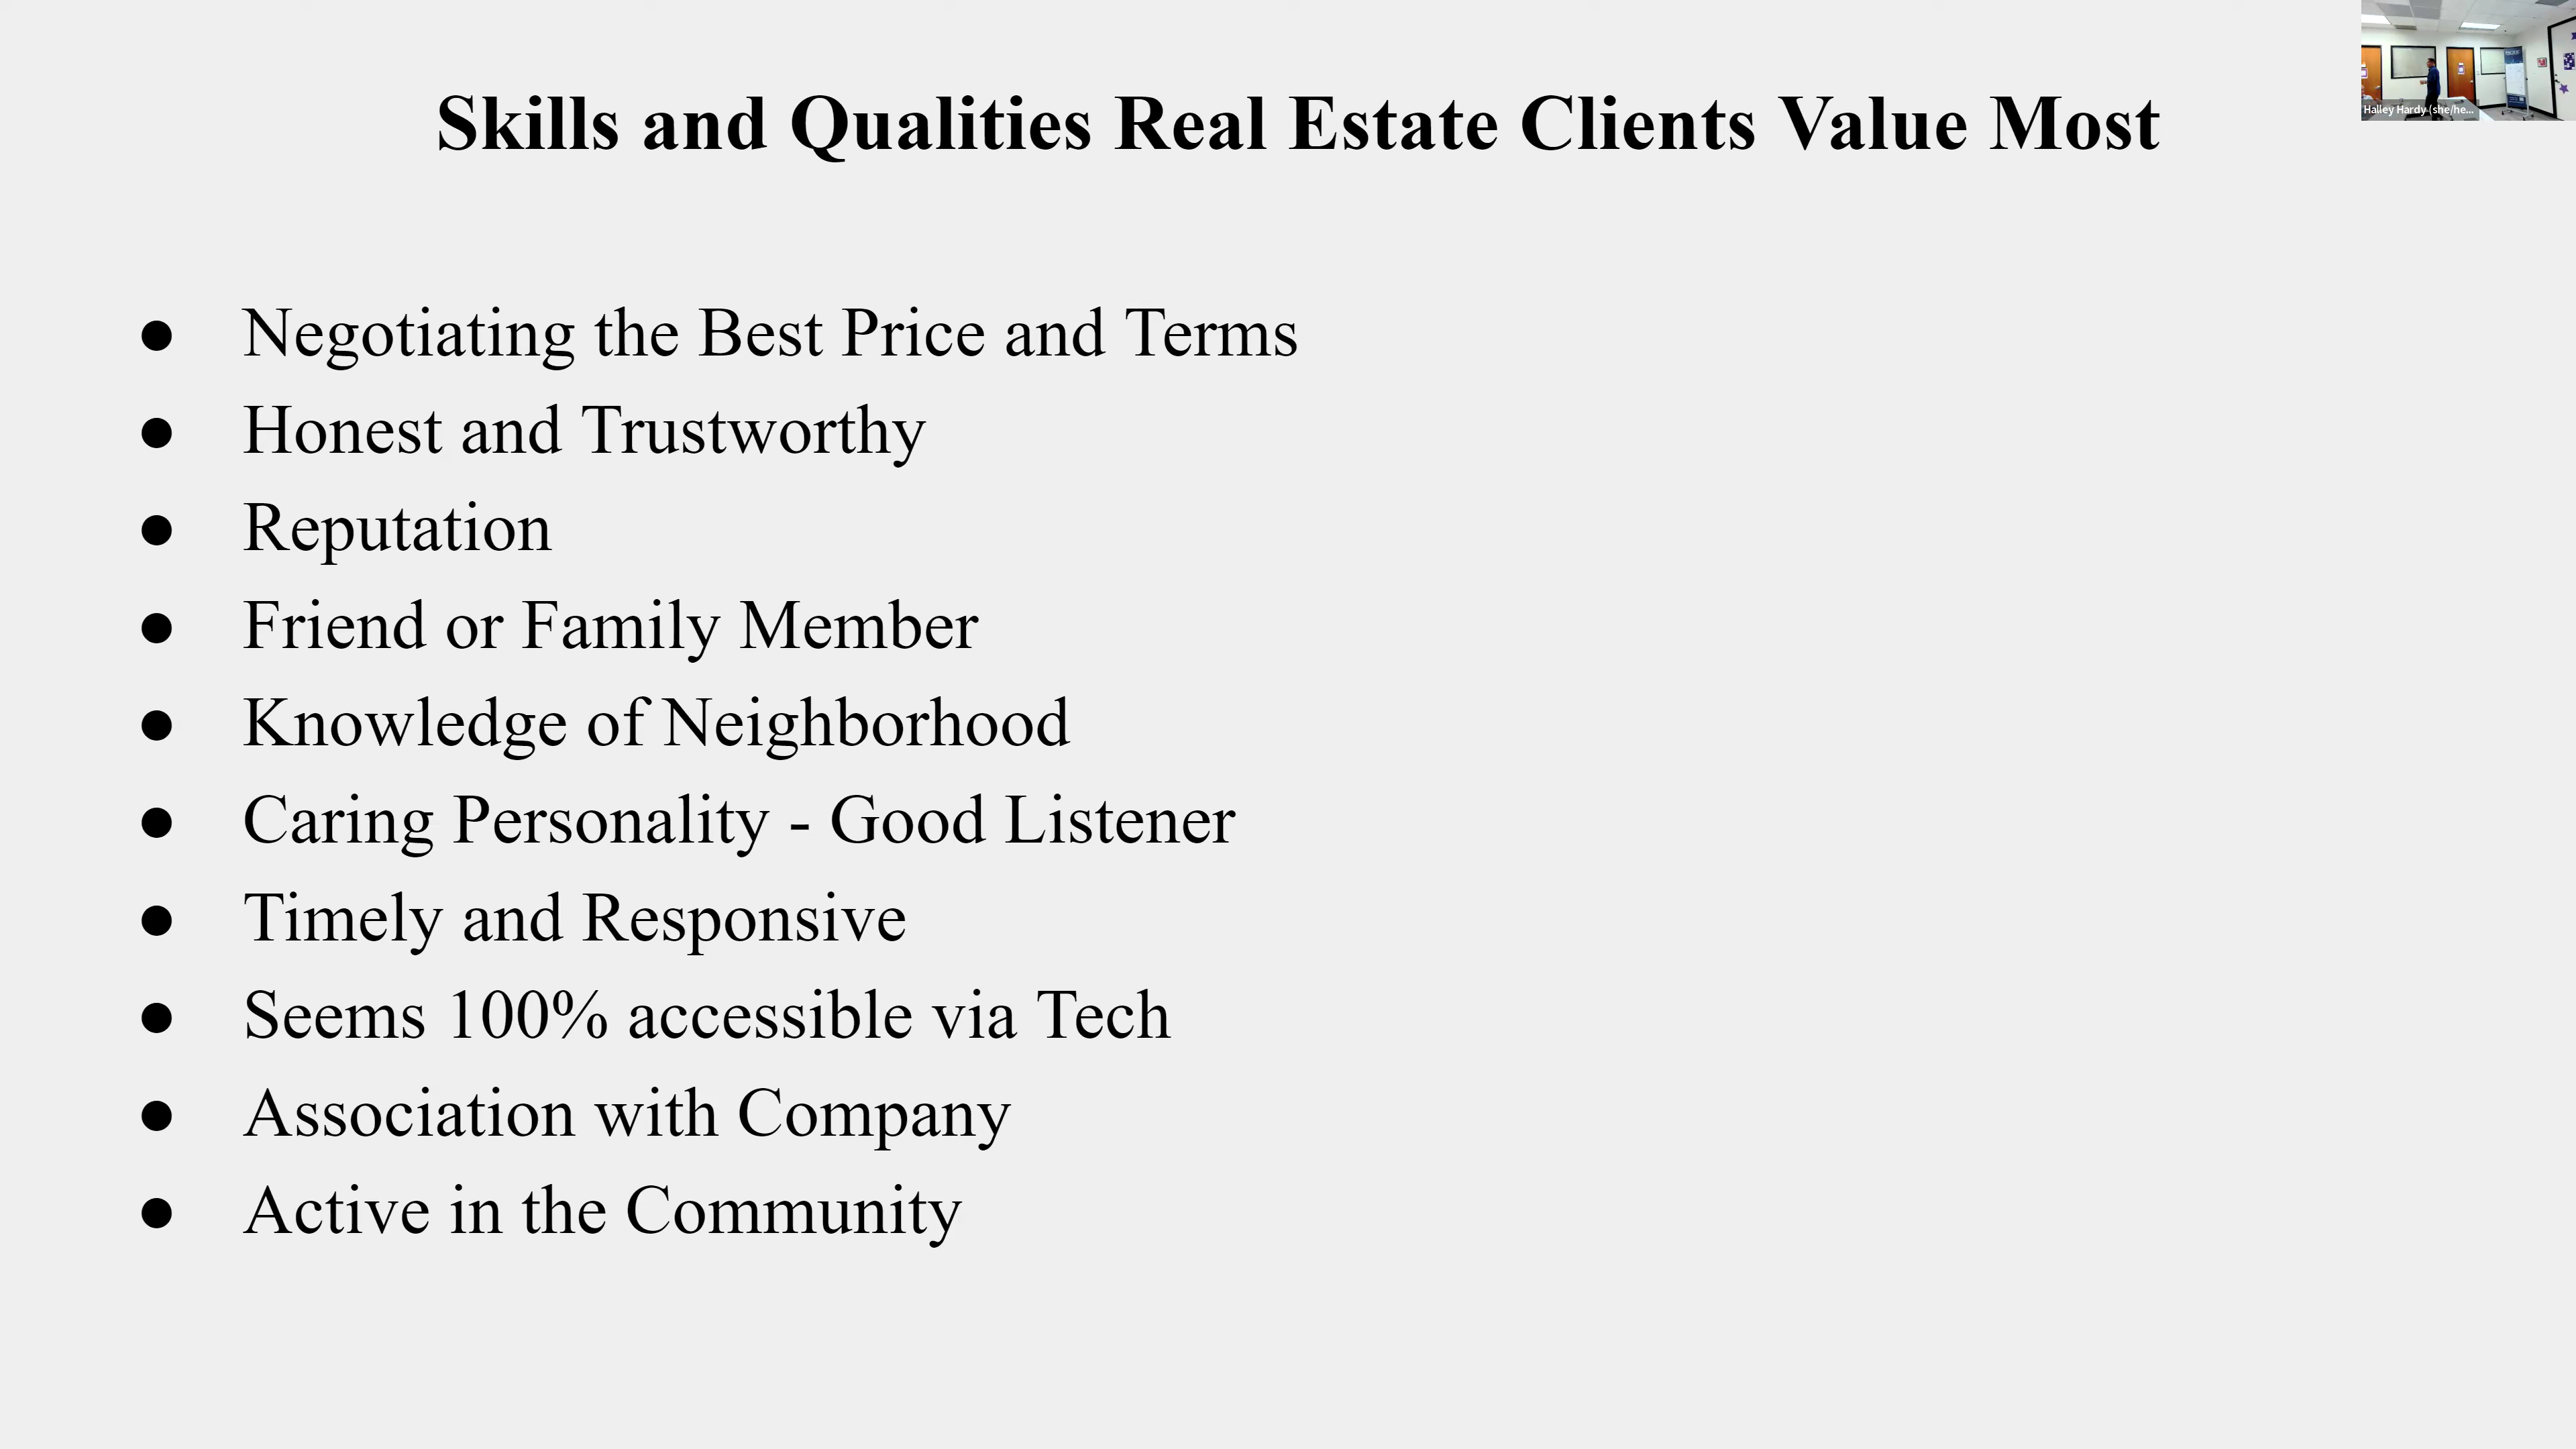 Skills and Qualities Real Estate Clients Value Most
Halley Hardy (she/he...
● Negotiating the Best Price and Terms
● Honest and Trustworthy
● Reputation
● Friend or Family Member
● Knowledge of Neighborhood
● Caring Personality - Good Listener
● Timely and Responsive
● Seems 100% accessible via Tech
● Association with Company
● Active in the Community